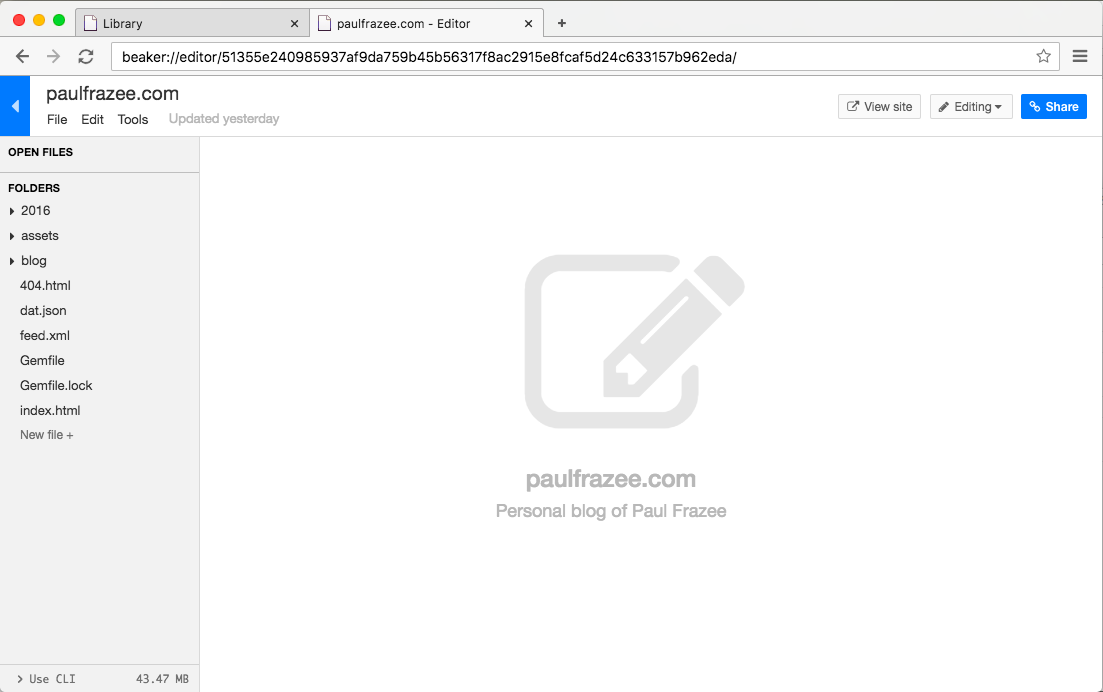 Library
paulfrazee.com - Editor
beaker://editor/51355e240985937af9da759b45b56317f8ac2915e8fcaf5d24c633157b962eda/
paulfrazee.com
File Edit Tools Updated yesterday
View site
Editing
Share
OPEN FILES
FOLDERS
2016
assets
blog
404.html
dat.json
feed.xml
Gemfile
Gemfile.lock
index.html
New file +
paulfrazee.com
Personal blog of Paul Frazee
> Use CLI 43.47 MB